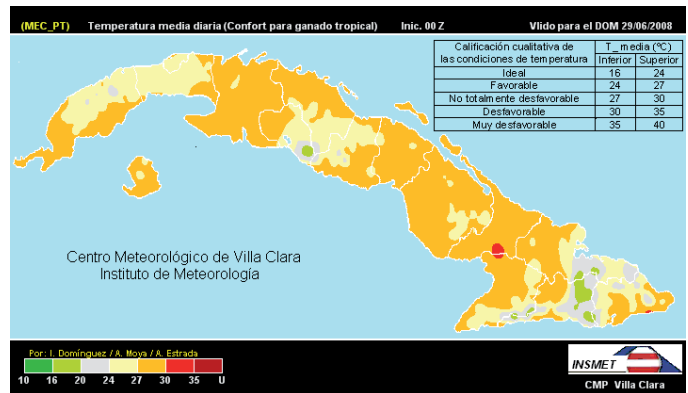 (MEC_PT) Temperatura media diaria (Confort para ganado tropical) Inic. 00 Z Vlido para el DOM 29/06/2008
Calificación cualitativa de las condiciones de temperatura T_media (ºC)
Inferior Superior
Ideal 16 24
Favorable 24 27
No totalmente desfavorable 27 30
Desfavorable 30 35
Muy desfavorable 35 40
Centro Meteorológico de Villa Clara
Instituto de Meteorología
Por: I. Domínguez / A. Moya / A. Estrada
10 16 20 24 27 30 35 U
INSMET
CMP Villa Clara